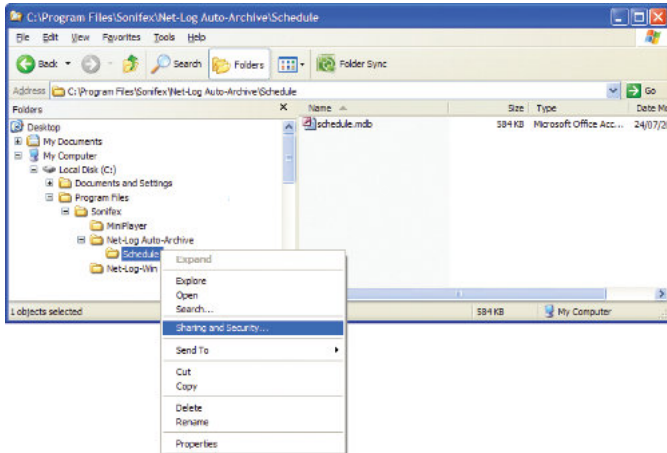 C:\Program Files\Sonifex\Net-Log Auto-Archive\Schedule
File Edit View Favorites Tools Help
Back Search Folders Folder Sync
Address C:\Program Files\Sonifex\Net-Log Auto-Archive\Schedule Go
Folders Name Size Type Date Mo
Desktop schedule.mdb 584 KB Microsoft Office Acc... 24/07/2
My Documents
My Computer
Local Disk (C:)
Documents and Settings
Program Files
Sonifex
MiniPlayer
Net-Log Auto-Archive
Schedule
Net-Log-Win
Expand
Explore
Open
Search...
Sharing and Security...
Send To
Cut
Copy
Delete
Rename
Properties
1 objects selected 584 KB My Computer